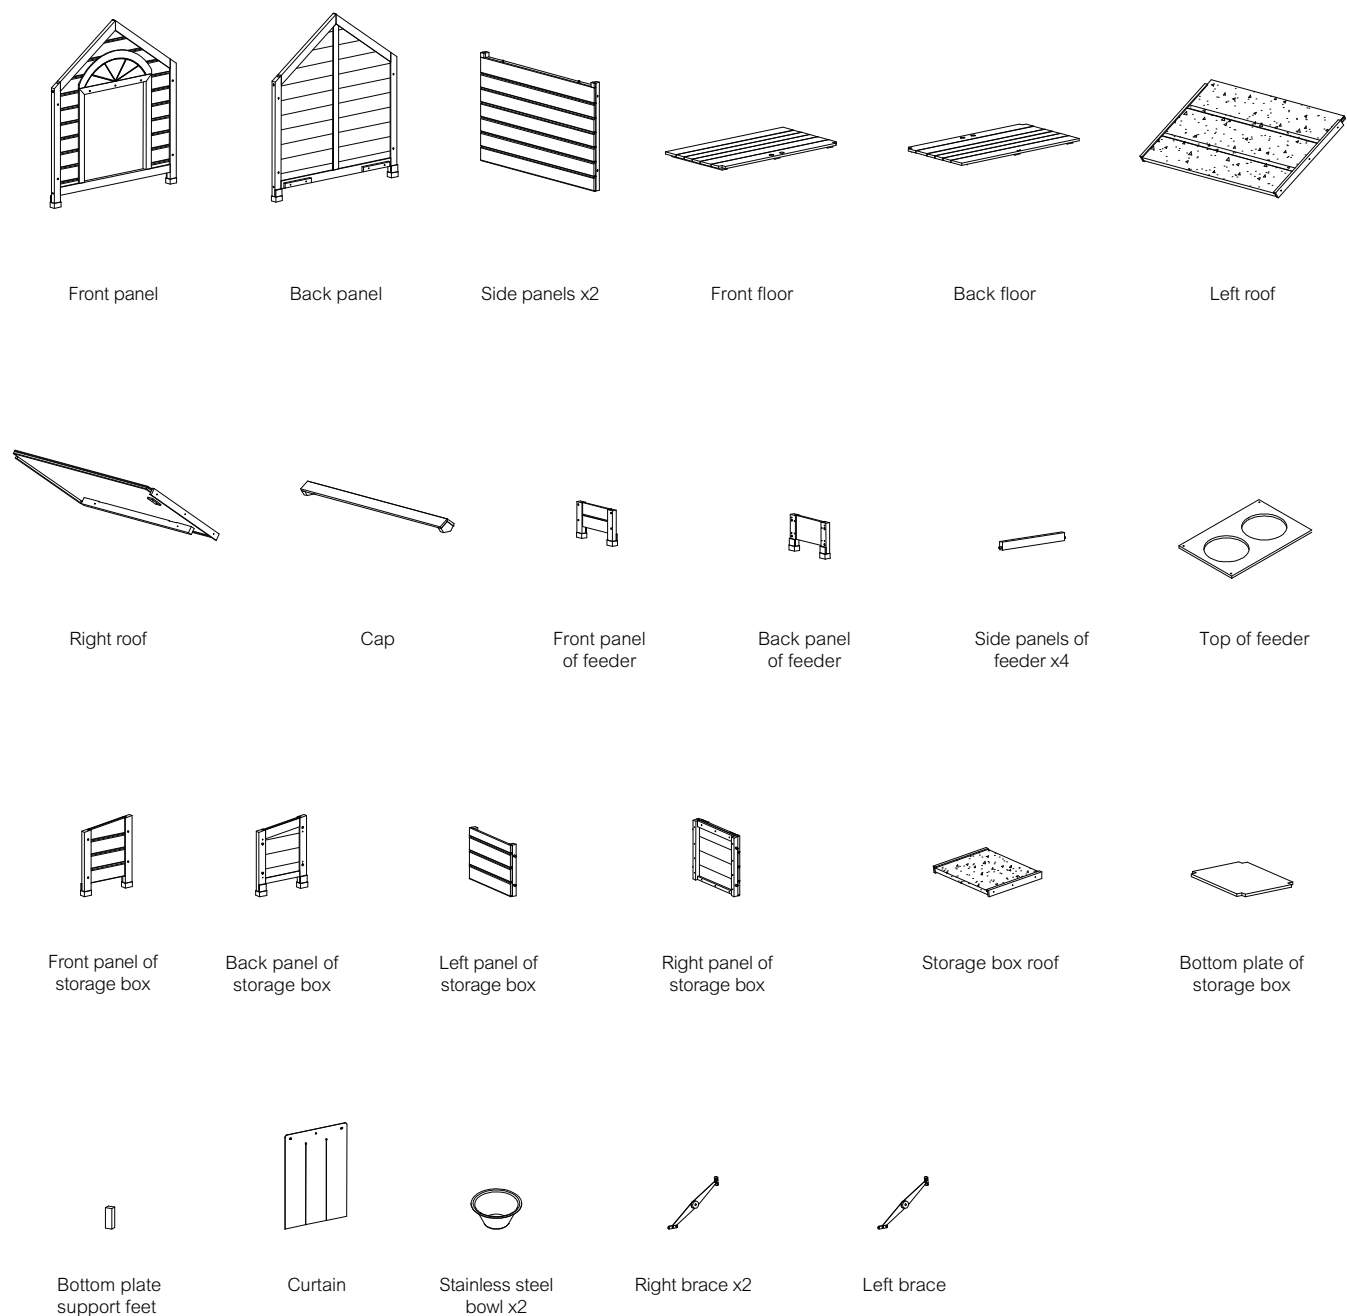 Front panel
Back panel
Side panels x2
Front floor
Back floor
Left roof
Right roof
Cap
Front panel
of feeder
Back panel
of feeder
Side panels of
feeder x4
Top of feeder
Front panel of
storage box
Back panel of
storage box
Left panel of
storage box
Right panel of
storage box
Storage box roof
Bottom plate of
storage box
Bottom plate
support feet
Curtain
Stainless steel
bowl x2
Right brace x2
Left brace